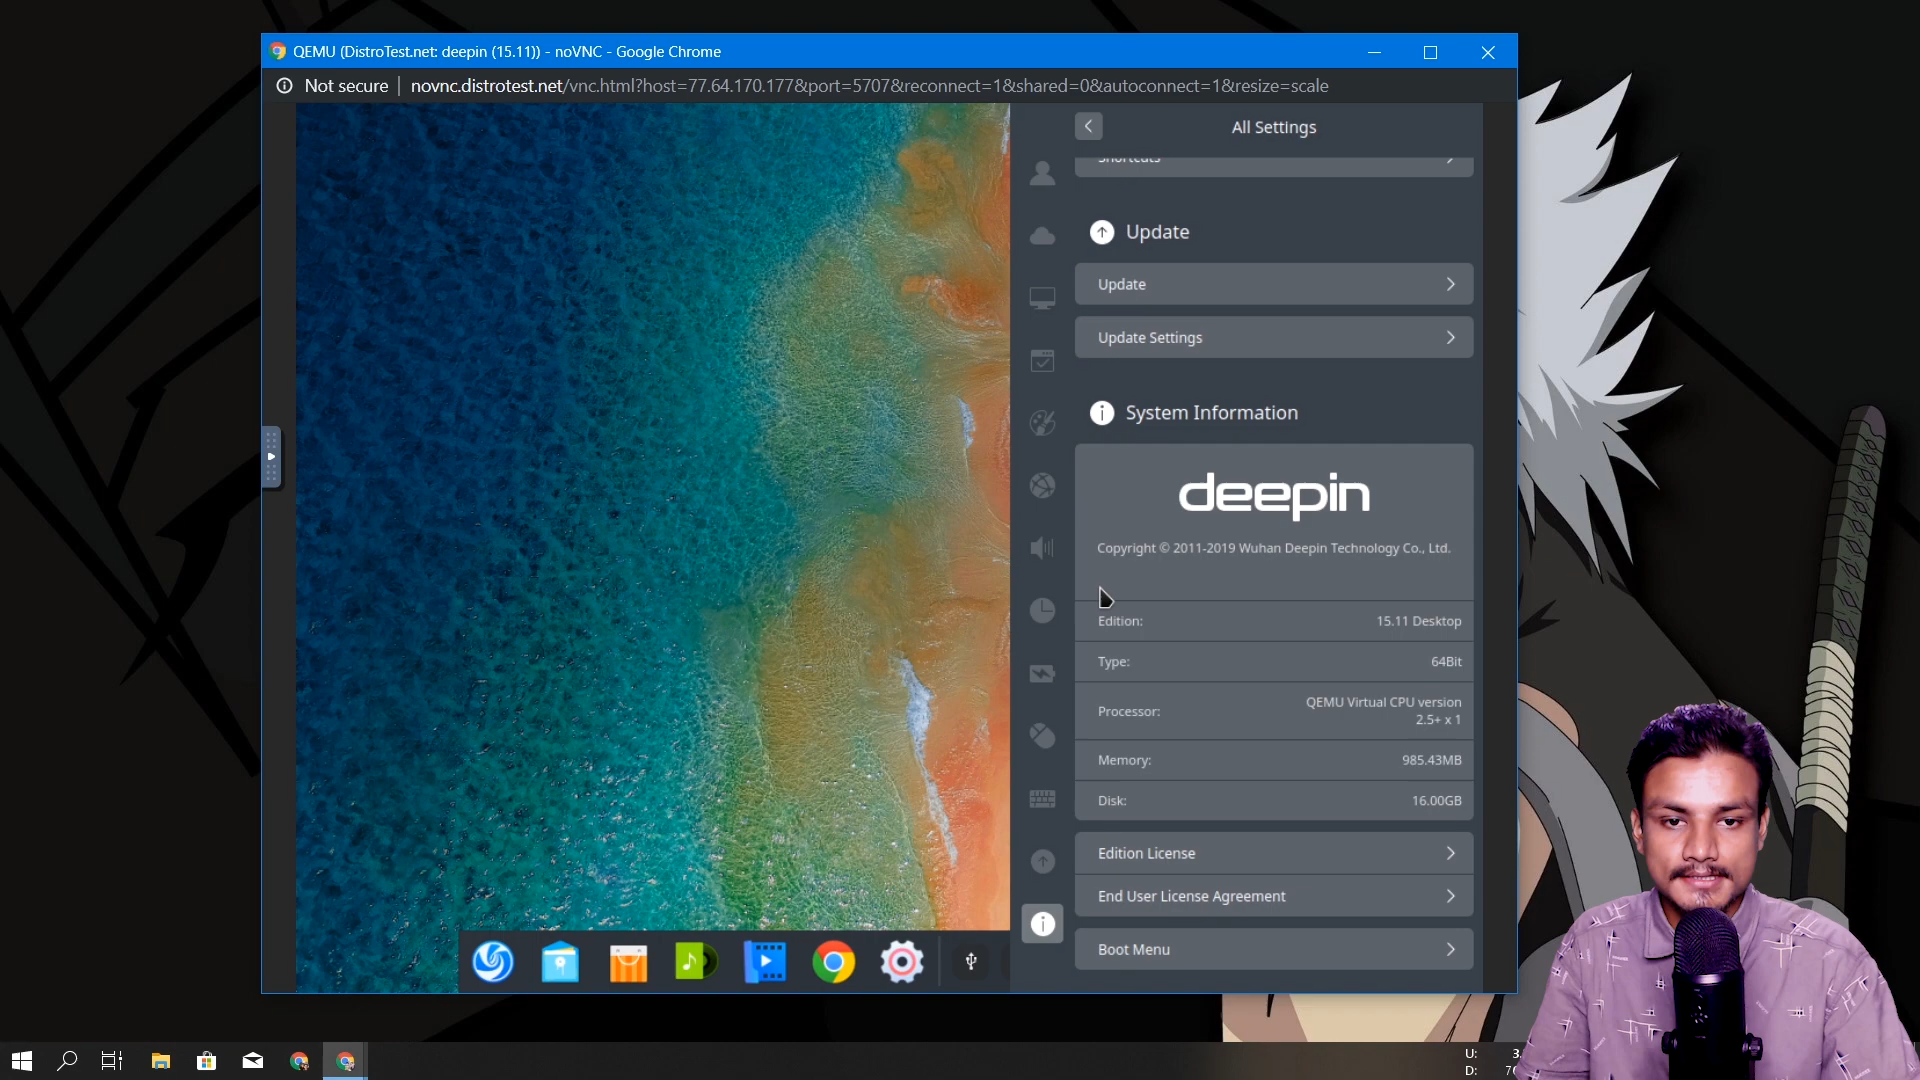 QEMU (DistroTest.net: deepin (15.11)) - noVNC - Google Chrome
Not secure | novnc.distrotest.net/vnc.html?host=77.64.170.177&port=5707&reconnect=1&shared=0&autoconnect=1&resize=scale
All Settings
Shortcuts
Update
Update
Update Settings
System Information
deepin
Copyright © 2011-2019 Wuhan Deepin Technology Co., Ltd.
Edition: 15.11 Desktop
Type: 64Bit
Processor: QEMU Virtual CPU version
2.5+ x 1
Memory: 985.43MB
Disk: 16.00GB
Edition License
End User License Agreement
Boot Menu
U: 3.
D: